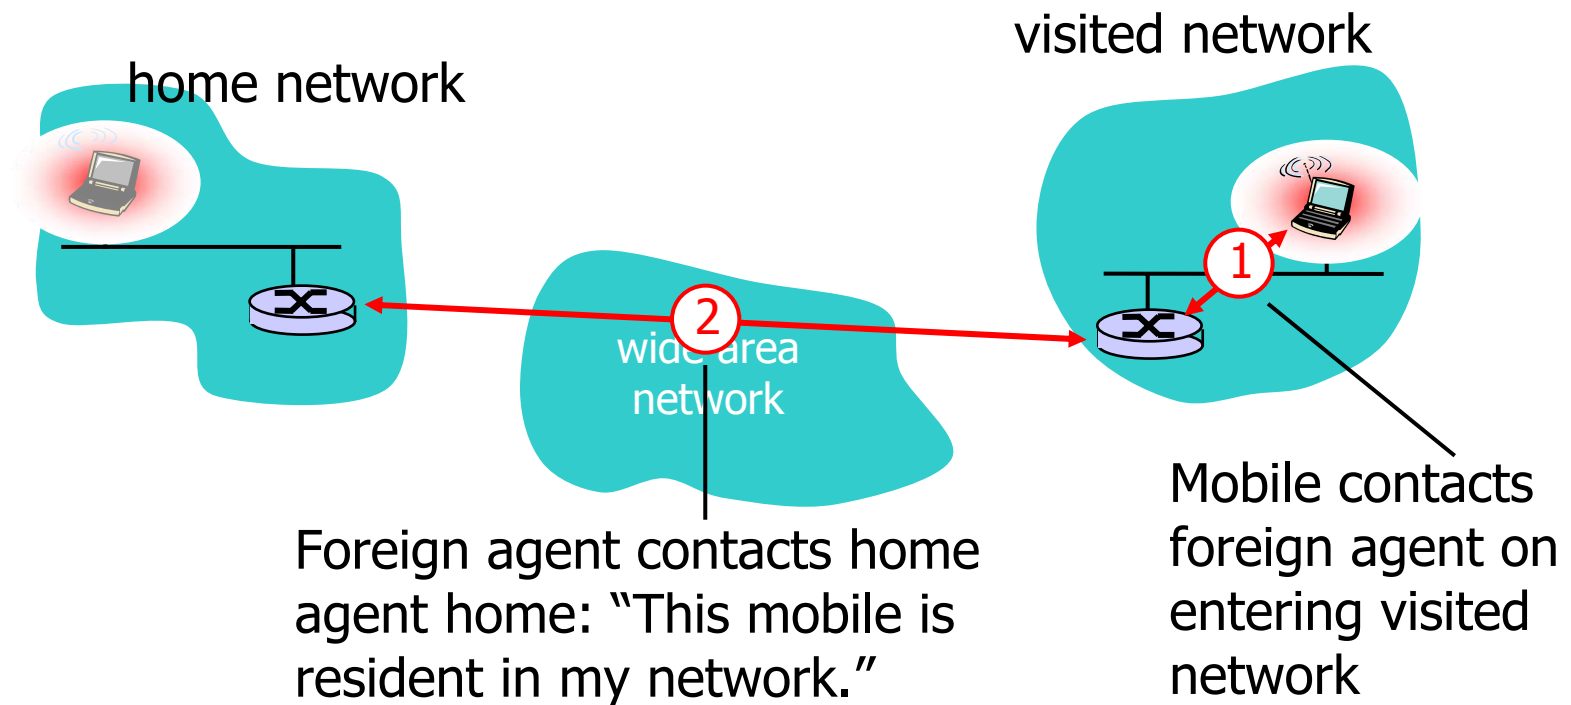 visited network
home network
1
2
wide area
network
Foreign agent contacts home
agent home: “This mobile is
resident in my network.”
Mobile contacts
foreign agent on
entering visited
network